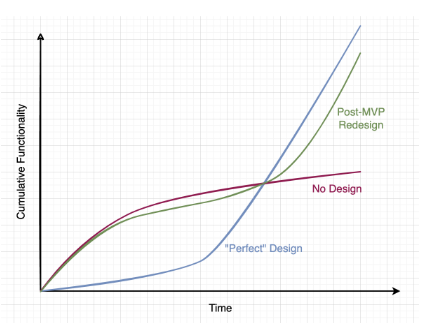 Cumulative Functionality
Post-MVP
Redesign
No Design
"Perfect" Design
Time